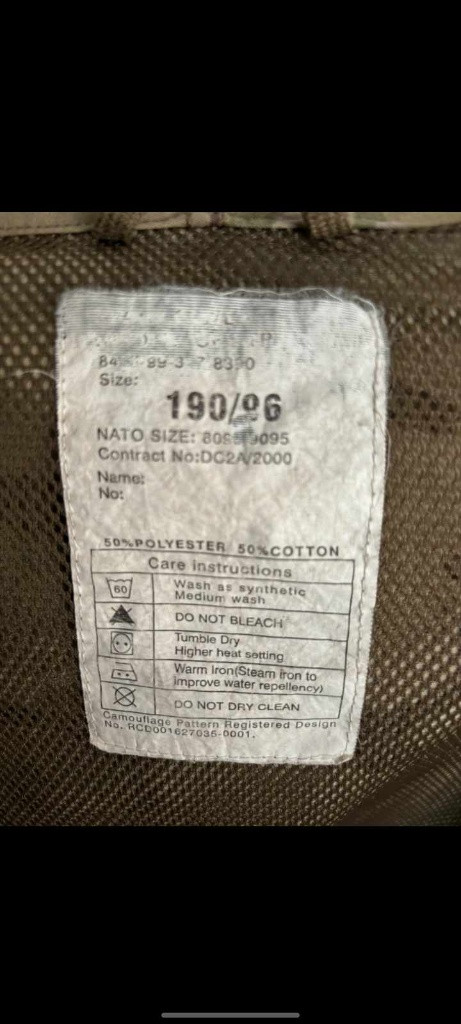 Size:
190/96
NATO SIZE:
Contract No:DC2A/2000
Name:
No:
50%POLYESTER 50%COTTON
Care instructions
60
Wash as synthetic
Medium wash
DO NOT BLEACH
Tumble Dry
Higher heat setting
Warm Iron(Steam iron to
improve water repellency)
DO NOT DRY CLEAN
Camouflage Pattern Registered Design
No. RCD001627035-0001.